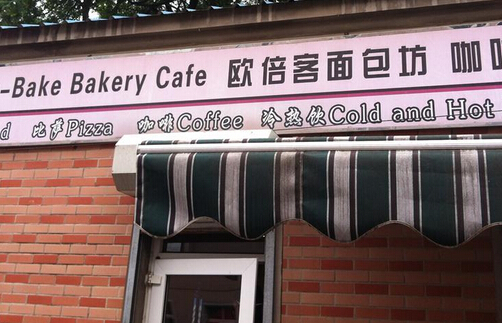 -Bake Bakery Cafe 欧倍客面包坊 咖
比萨Pizza 咖啡Coffee 冷热饮Cold and Hot